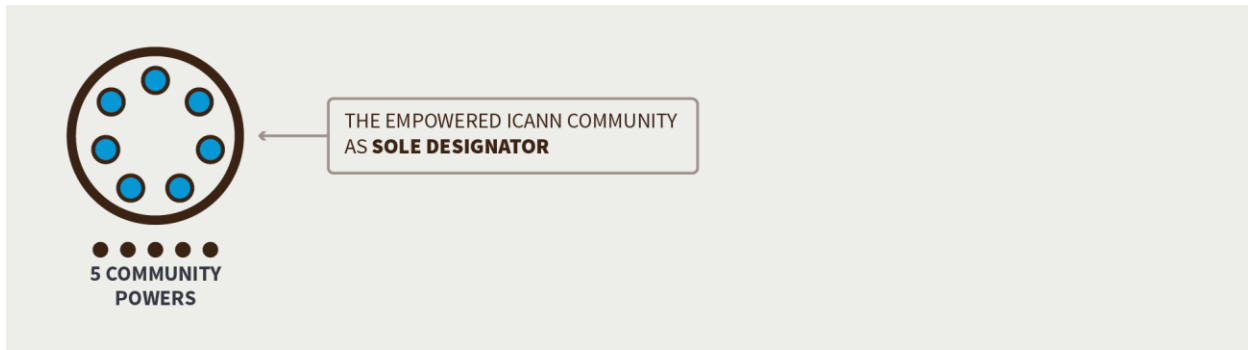 THE EMPOWERED ICANN COMMUNITY
AS SOLE DESIGNATOR
5 COMMUNITY
POWERS